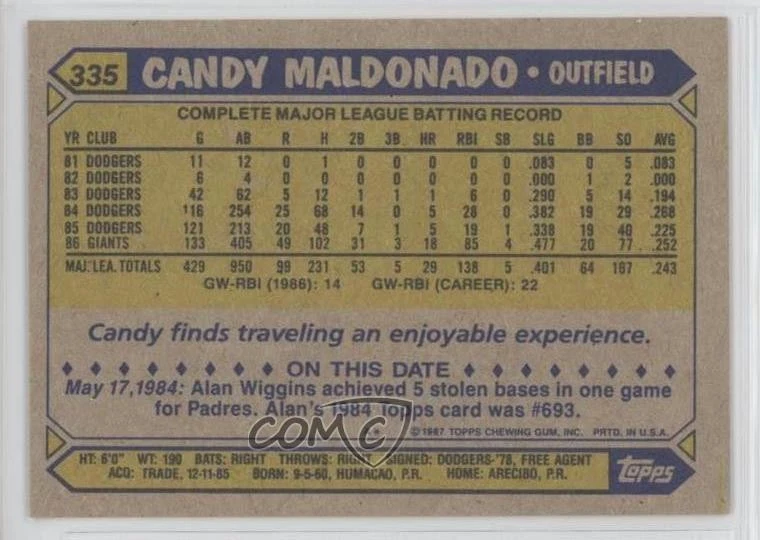 335 CANDY MALDONADO • OUTFIELD
COMPLETE MAJOR LEAGUE BATTING RECORD
YR CLUB G AB R H 2B 3B HR RBI SB SLG BB SO AVG
81 DODGERS 11 12 0 1 0 0 0 0 0 .083 0 5 .083
82 DODGERS 6 4 0 0 0 0 0 0 0 .000 1 2 .000
83 DODGERS 42 62 5 12 1 1 1 6 0 .290 5 14 .194
84 DODGERS 116 254 25 68 14 0 5 28 0 .382 19 29 .268
85 DODGERS 121 213 20 48 7 1 5 19 1 .338 19 40 .225
86 GIANTS 133 405 49 102 31 3 18 85 4 .477 20 77 .252
MAJ. LEA. TOTALS 429 950 99 231 53 5 29 138 5 .401 64 167 .243
GW-RBI (1986): 14 GW-RBI (CAREER): 22
Candy finds traveling an enjoyable experience.
♦ ♦ ♦ ♦ ♦ ♦ ♦ ♦ ON THIS DATE ♦ ♦ ♦ ♦ ♦ ♦ ♦ ♦
May 17, 1984: Alan Wiggins achieved 5 stolen bases in one game
for Padres. Alan's 1984 Topps card was #693.
COMC
** © 1987 TOPPS CHEWING GUM, INC. PRTD. IN U.S.A.
HT: 6'0" WT: 190 BATS: RIGHT THROWS: RIGHT SIGNED: DODGERS-'78, FREE AGENT
ACQ: TRADE, 12-11-85 BORN: 9-5-60, HUMACAO, P.R. HOME: ARECIBO, P.R.
topps